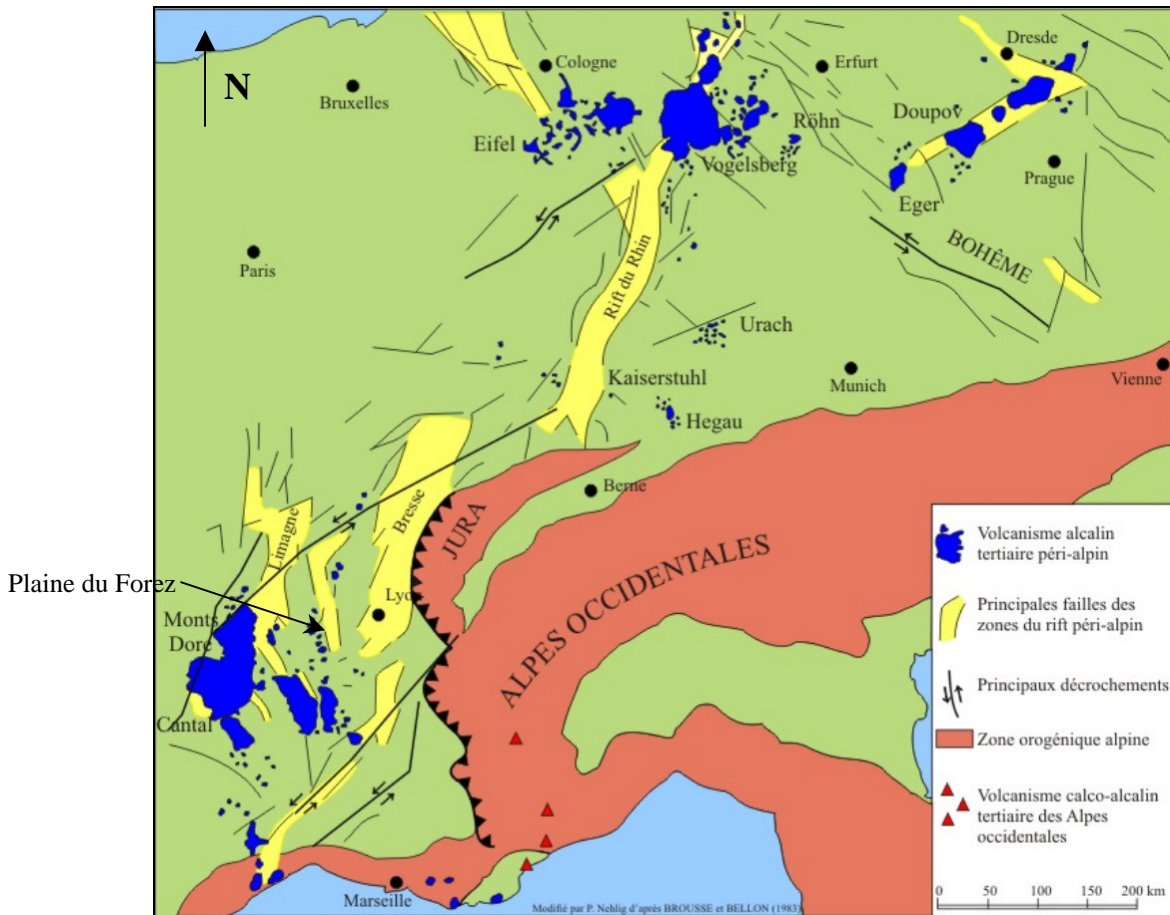 N
Bruxelles
Cologne
Erfurt
Dresde
Eifel
Vogelsberg
Röhn
Doupov
Prague
Eger
BOHÊME
Paris
Rift du Rhin
Urach
Kaiserstuhl
Munich
Vienne
Hegau
Berne
Limagne
Bresse
JURA
Plaine du Forez
Lyo
Monts
Dore
Cantal
ALPES OCCIDENTALES
Marseille
Volcanisme alcalin
tertiaire péri-alpin
Principales failles des
zones du rift péri-alpin
Principaux décrochements
Zone orogénique alpine
Volcanisme calco-alcalin
tertiaire des Alpes
occidentales
0 50 100 150 200 km
Modifié par P. Nehlig d'après BROUSSE et BELLON (1983)